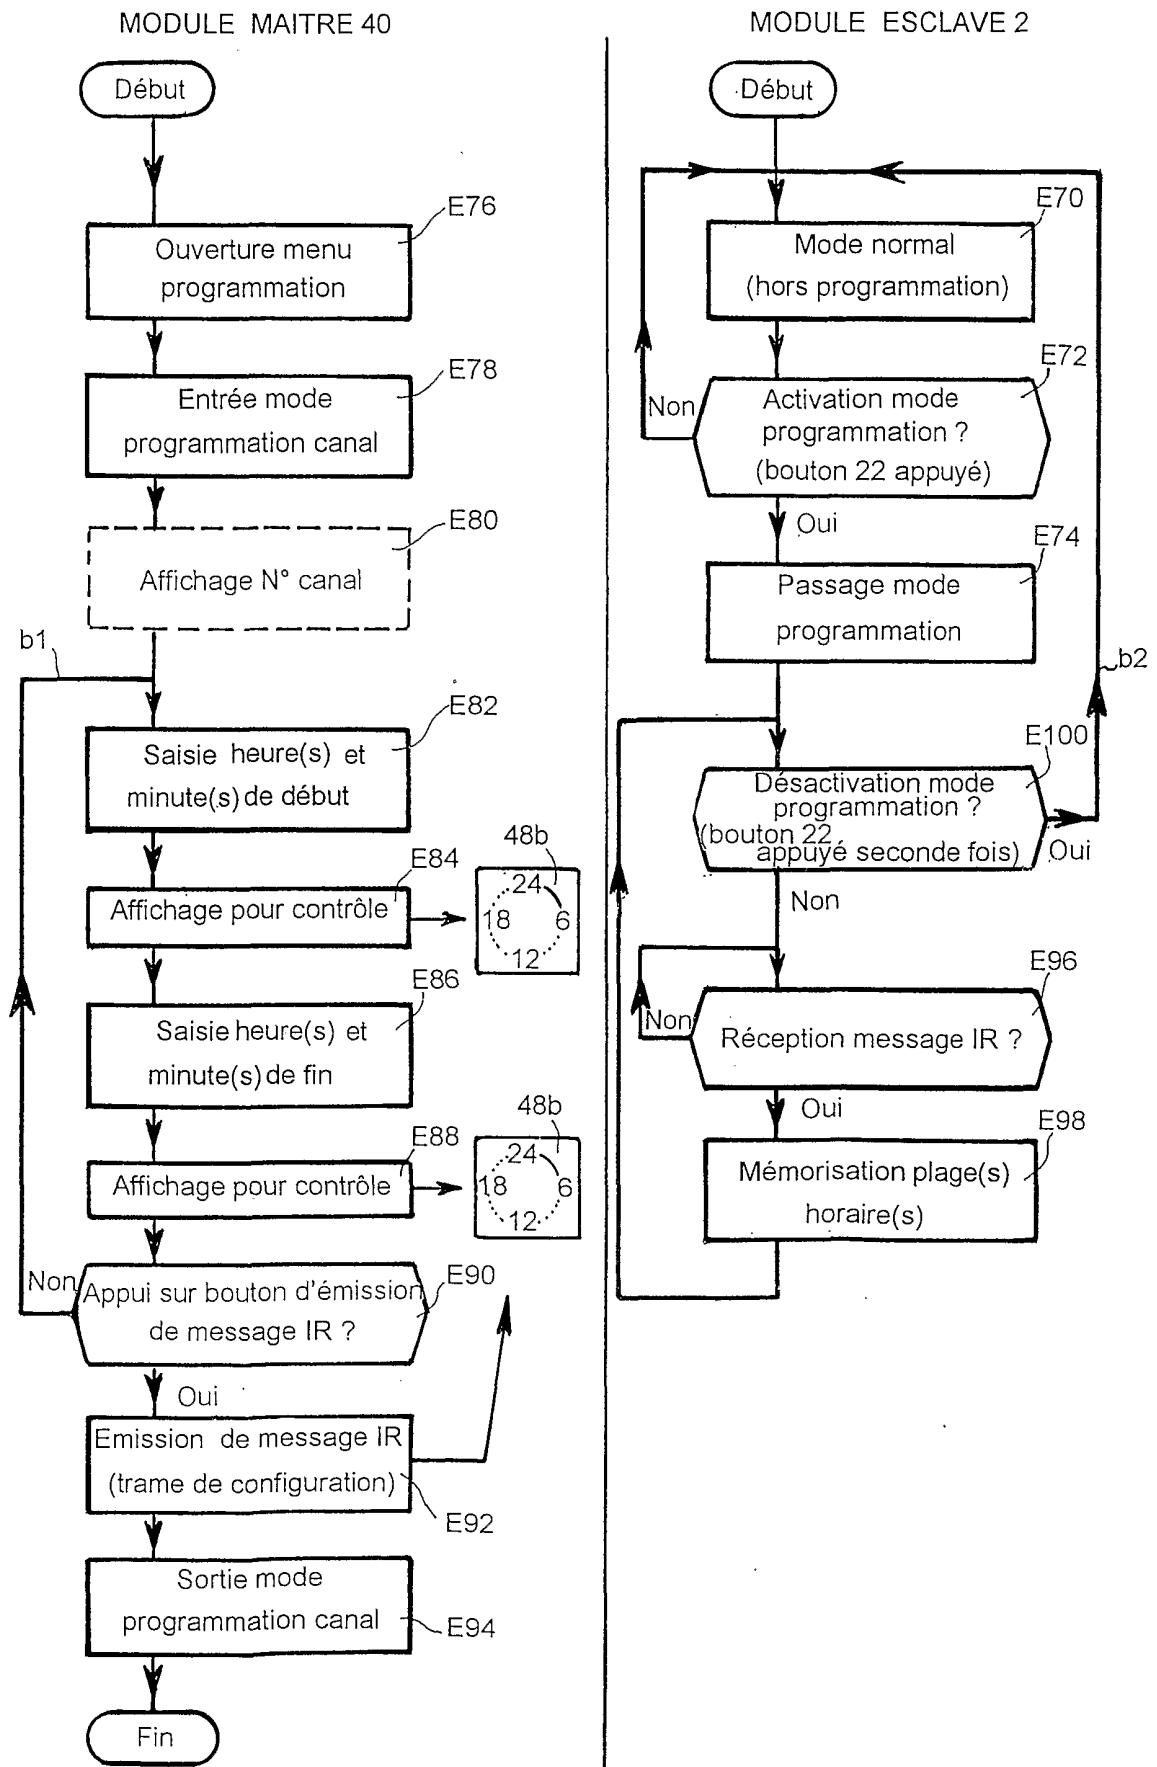 MODULE MAITRE 40
Début
E76
Ouverture menu
programmation
E78
Entrée mode
programmation canal
E80
Affichage N° canal
b1
E82
Saisie heure(s) et
minute(s) de début
E84
Affichage pour contrôle
48b
24
18
6
12
E86
Saisie heure(s) et
minute(s) de fin
E88
Affichage pour contrôle
48b
24
18
6
12
E90
Non
Appui sur bouton d'émission
de message IR ?
Oui
Emission de message IR
(trame de configuration)
E92
Sortie mode
programmation canal
E94
Fin
MODULE ESCLAVE 2
Début
E70
Mode normal
(hors programmation)
E72
Non
Activation mode
programmation ?
(bouton 22 appuyé)
Oui
E74
Passage mode
programmation
b2
E100
Désactivation mode
programmation ?
(bouton 22
appuyé seconde fois)
Oui
Non
E96
Non
Réception message IR ?
Oui
E98
Mémorisation plage(s)
horaire(s)